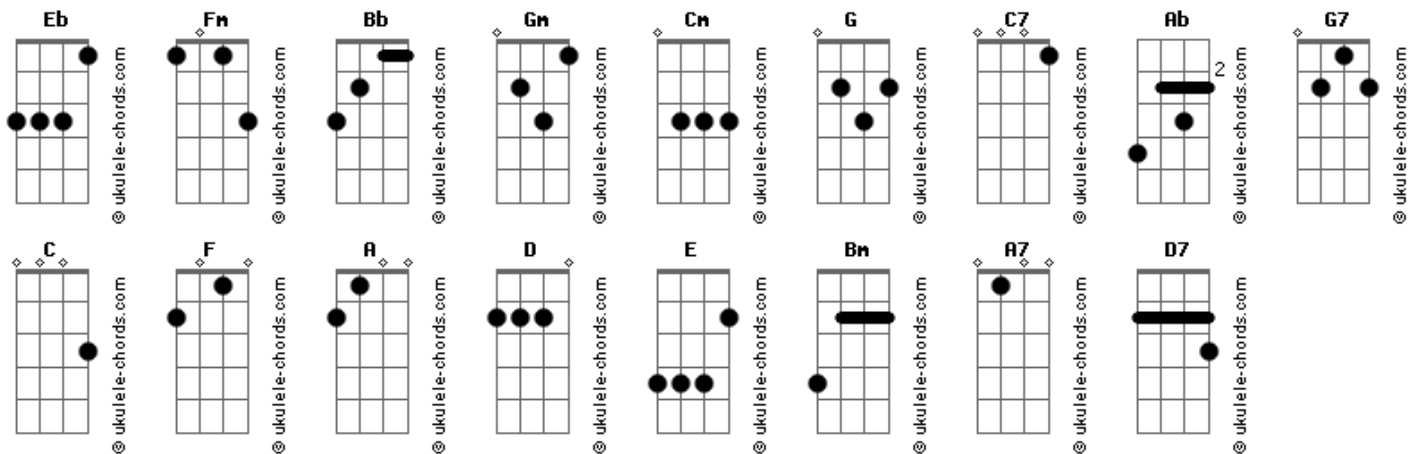 Eb Fm Bb Gm Cm G C7 Ab G7
2
© ukulele-chords.com © ukulele-chords.com © ukulele-chords.com © ukulele-chords.com © ukulele-chords.com © ukulele-chords.com © ukulele-chords.com © ukulele-chords.com © ukulele-chords.com
C F A D E Bm A7 D7
© ukulele-chords.com © ukulele-chords.com © ukulele-chords.com © ukulele-chords.com © ukulele-chords.com © ukulele-chords.com © ukulele-chords.com © ukulele-chords.com